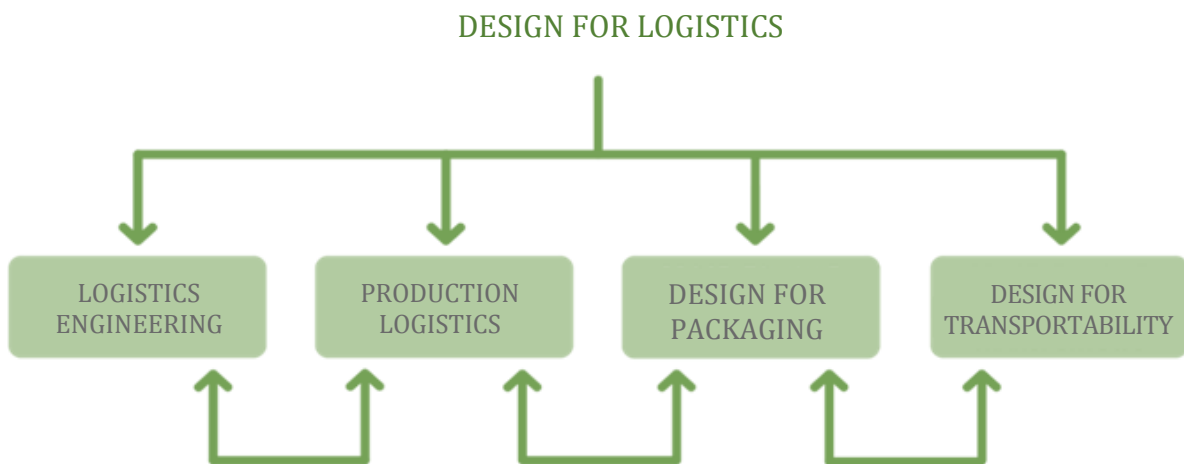 DESIGN FOR LOGISTICS
LOGISTICS
ENGINEERING
PRODUCTION
LOGISTICS
DESIGN FOR
PACKAGING
DESIGN FOR
TRANSPORTABILITY